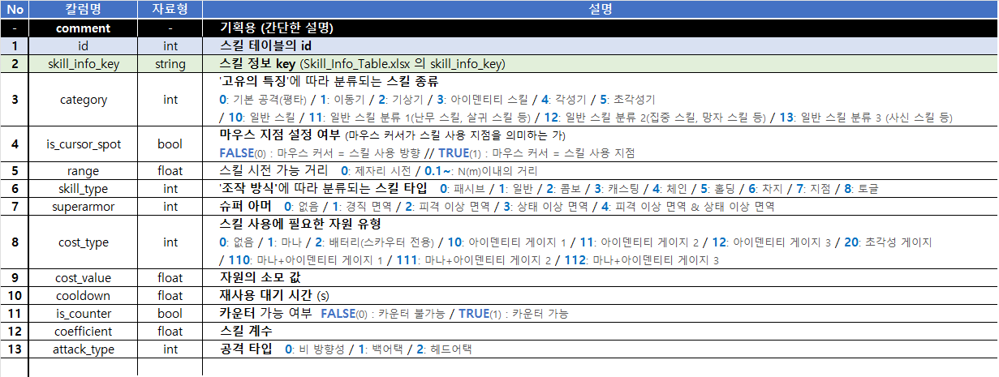 No 칼럼명 자료형 설명
- comment - 기획용 (간단한 설명)
1 id int 스킬 테이블의 id
2 skill_info_key string 스킬 정보 key (Skill_Info_Table.xlsx 의 skill_info_key)
3 category int '고유의 특징'에 따라 분류되는 스킬 종류
0: 기본 공격(평타) / 1: 이동기 / 2: 기상기 / 3: 아이덴티티 스킬 / 4: 각성기 / 5: 초각성기
/ 10: 일반 스킬 / 11: 일반 스킬 분류 1(난무 스킬, 살귀 스킬 등) / 12: 일반 스킬 분류 2(집중 스킬, 망자 스킬 등) / 13: 일반 스킬 분류 3 (사신 스킬 등)
4 is_cursor_spot bool 마우스 지점 설정 여부 (마우스 커서가 스킬 사용 지점을 의미하는 가)
FALSE(0) : 마우스 커서 = 스킬 사용 방향 // TRUE(1) : 마우스 커서 = 스킬 사용 지점
5 range float 스킬 시전 가능 거리 0: 제자리 시전 / 0.1~: N(m)이내의 거리
6 skill_type int '조작 방식'에 따라 분류되는 스킬 타입 0: 패시브 / 1: 일반 / 2: 콤보 / 3: 캐스팅 / 4: 체인 / 5: 홀딩 / 6: 차지 / 7: 지점 / 8: 토글
7 superarmor int 슈퍼 아머 0: 없음 / 1: 경직 면역 / 2: 피격 이상 면역 / 3: 상태 이상 면역 / 4: 피격 이상 면역 & 상태 이상 면역
8 cost_type int 스킬 사용에 필요한 자원 유형
0: 없음 / 1: 마나 / 2: 배터리(스카우터 전용) / 10: 아이덴티티 게이지 1 / 11: 아이덴티티 게이지 2 / 12: 아이덴티티 게이지 3 / 20: 초각성 게이지
/ 110: 마나+아이덴티티 게이지 1 / 111: 마나+아이덴티티 게이지 2 / 112: 마나+아이덴티티 게이지 3
9 cost_value float 자원의 소모 값
10 cooldown float 재사용 대기 시간 (s)
11 is_counter bool 카운터 가능 여부 FALSE(0) : 카운터 불가능 / TRUE(1) : 카운터 가능
12 coefficient float 스킬 계수
13 attack_type int 공격 타입 0: 비 방향성 / 1: 백어택 / 2: 헤드어택